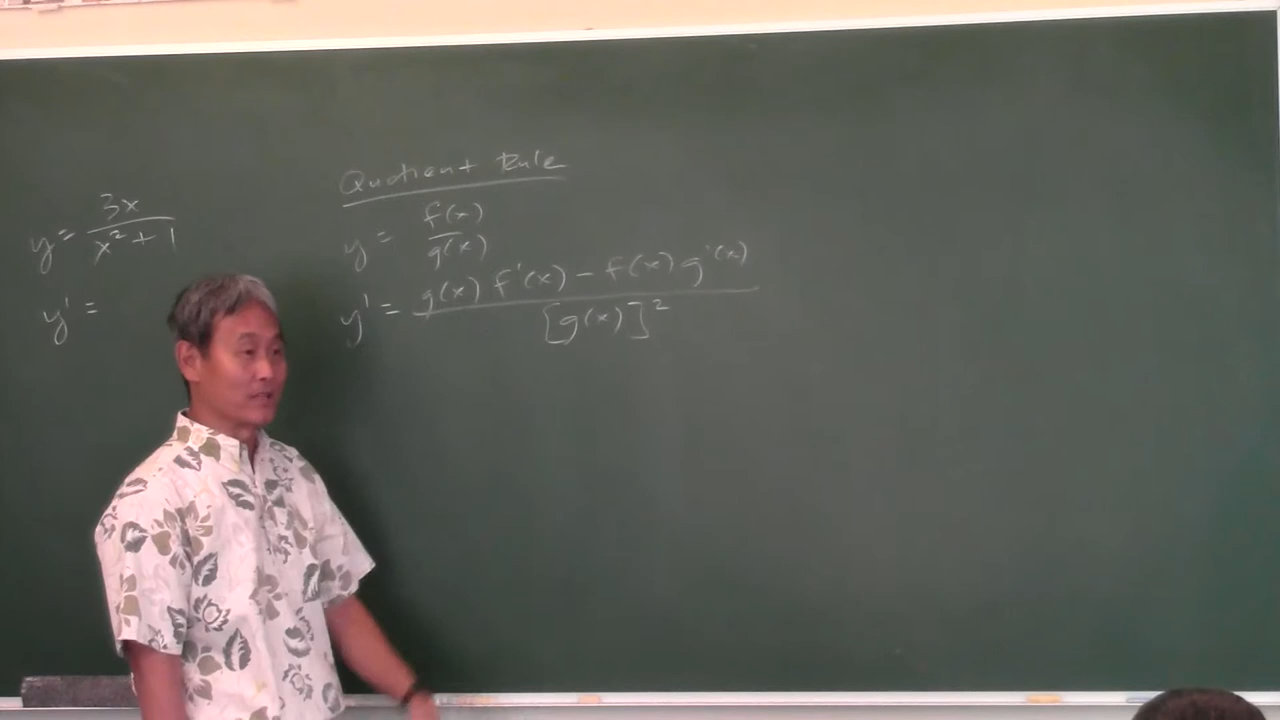 y = 3x / x² + 1
y' =
Quotient Rule
y = f(x) / g(x)
y' = g(x) f'(x) - f(x) g'(x) / [g(x)]²